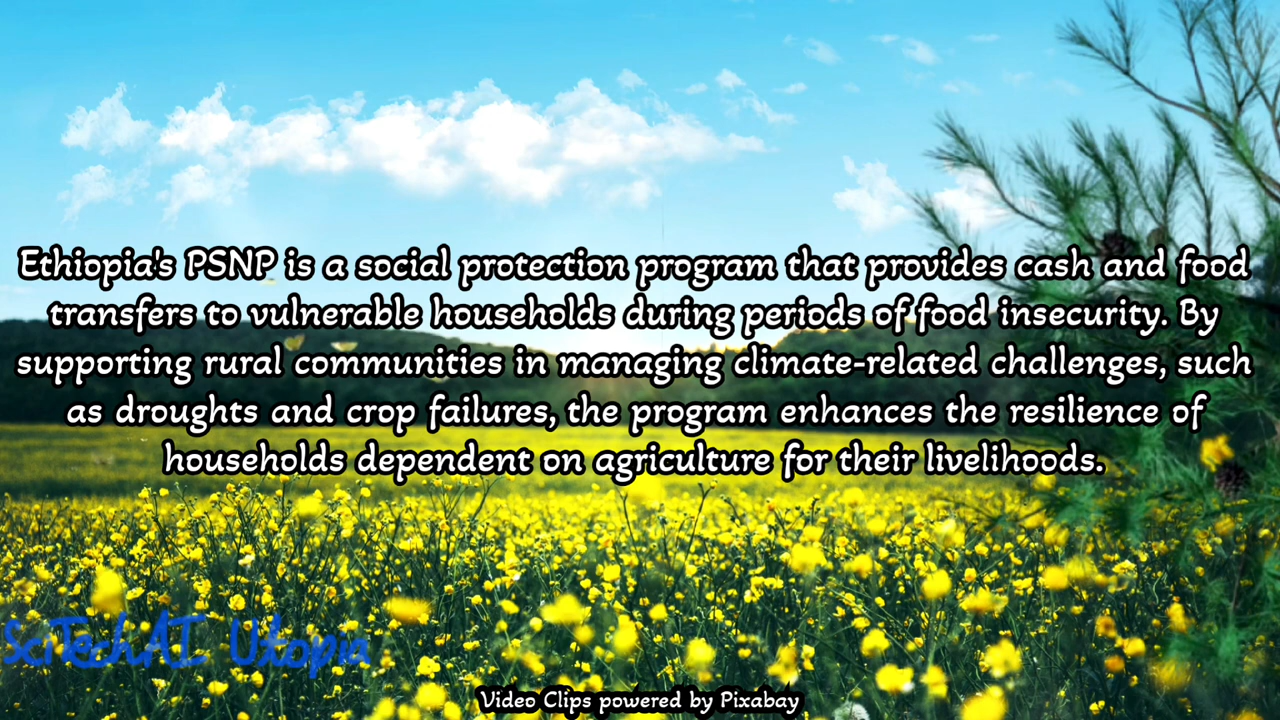 Ethiopia's PSNP is a social protection program that provides cash and food
transfers to vulnerable households during periods of food insecurity. By
supporting rural communities in managing climate-related challenges, such
as droughts and crop failures, the program enhances the resilience of
households dependent on agriculture for their livelihoods.
SciTechAI Utopia
Video Clips powered by Pixabay